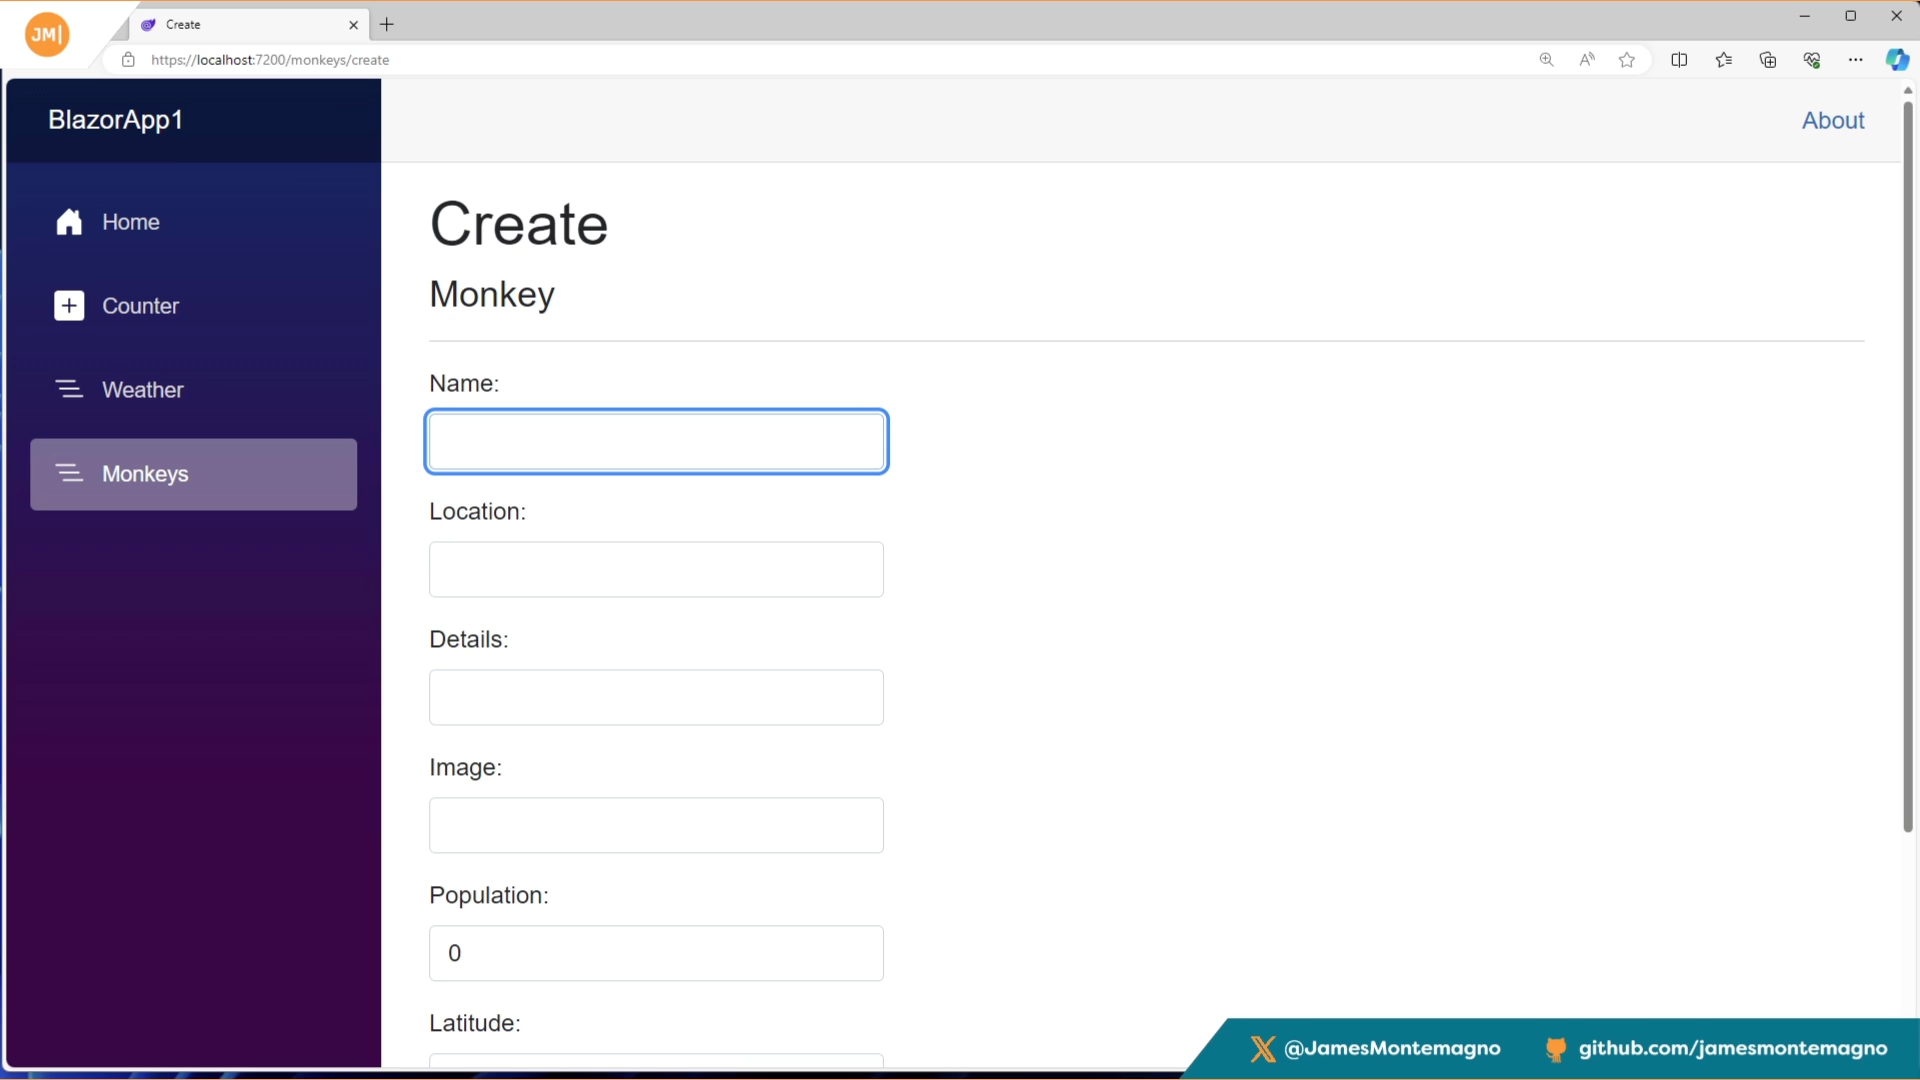 JM|
Create
https://localhost:7200/monkeys/create
BlazorApp1
About
Home
Counter
Weather
Monkeys
Create
Monkey
Name:
Location:
Details:
Image:
Population:
0
Latitude:
@JamesMontemagno
github.com/jamesmontemagno